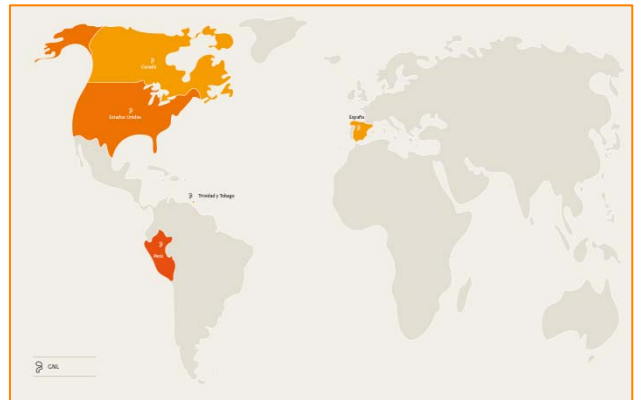 Canadá
Estados Unidos
España
Trinidad y Tobago
Perú
GNL